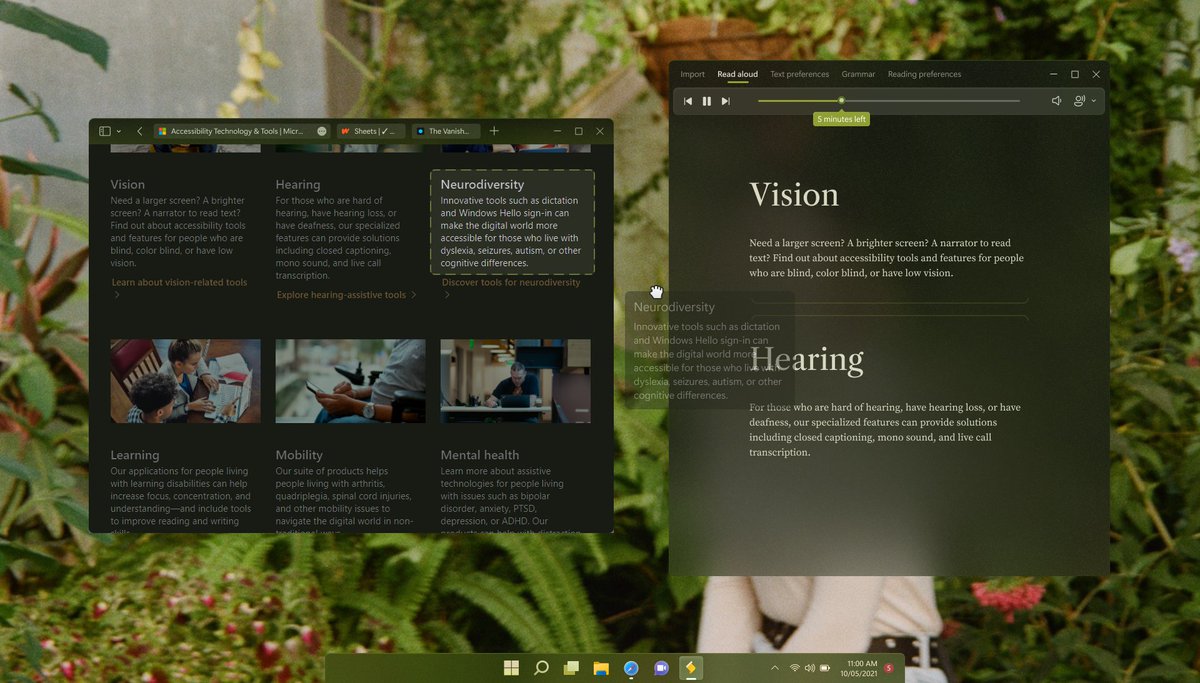 Accessibility Technology & Tools | Micr...
Sheets | ✓ ...
The Vanish...
Vision
Need a larger screen? A brighter
screen? A narrator to read text?
Find out about accessibility tools
and features for people who are
blind, color blind, or have low
vision.
Learn about vision-related tools
Hearing
For those who are hard of
hearing, have hearing loss, or
have deafness, our specialized
features can provide solutions
including closed captioning,
mono sound, and live call
transcription.
Explore hearing-assistive tools
Neurodiversity
Innovative tools such as dictation
and Windows Hello sign-in can
make the digital world more
accessible for those who live with
dyslexia, seizures, autism, or other
cognitive differences.
Discover tools for neurodiversity
Learning
Our applications for people living
with learning disabilities can help
increase focus, concentration, and
understanding—and include tools
to improve reading and writing
skills.
Mobility
Our suite of products helps
people living with arthritis,
quadriplegia, spinal cord injuries,
and other mobility issues to
navigate the digital world in non-
traditional ways.
Mental health
Learn more about assistive
technologies for people living
with issues such as bipolar
disorder, anxiety, PTSD,
depression, or ADHD. Our
products can help with distraction,
Import
Read aloud
Text preferences
Grammar
Reading preferences
5 minutes left
Vision
Need a larger screen? A brighter screen? A narrator to read
text? Find out about accessibility tools and features for people
who are blind, color blind, or have low vision.
Neurodiversity
Innovative tools such as dictation
and Windows Hello sign-in can
make the digital world more
accessible for those who live with
dyslexia, seizures, autism, or other
cognitive differences.
Hearing
For those who are hard of hearing, have hearing loss, or have
deafness, our specialized features can provide solutions
including closed captioning, mono sound, and live call
transcription.
11:00 AM
10/05/2021
5